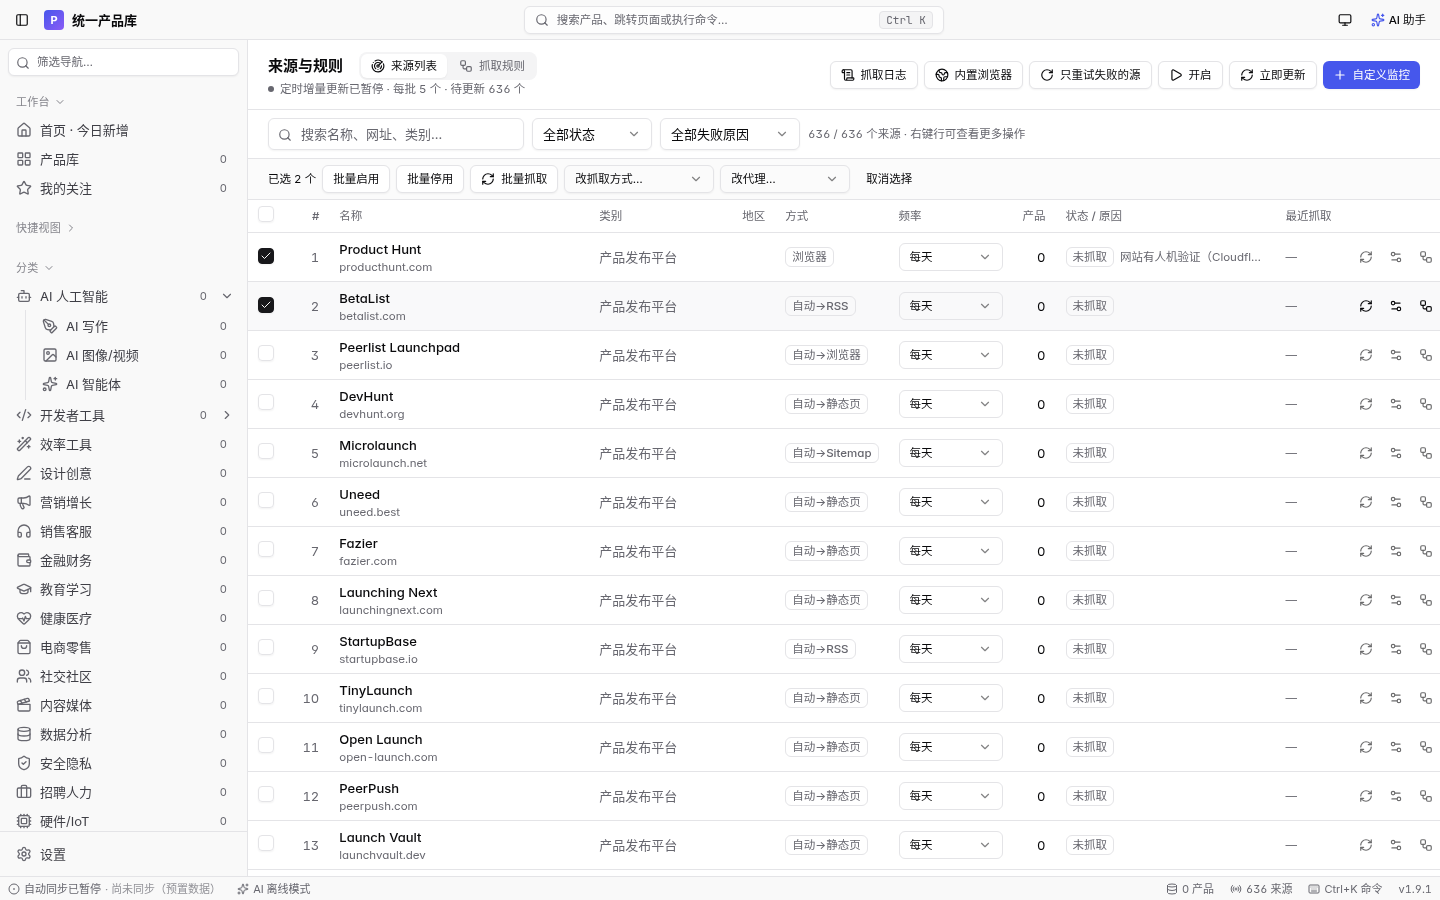 P 统一产品库
搜索产品、跳转页面或执行命令...
Ctrl K
AI 助手
筛选导航...
工作台
首页 · 今日新增
产品库 0
我的关注 0
快捷视图
分类
AI 人工智能 0
AI 写作 0
AI 图像/视频 0
AI 智能体 0
开发者工具 0
效率工具 0
设计创意 0
营销增长 0
销售客服 0
金融财务 0
教育学习 0
健康医疗 0
电商零售 0
社交社区 0
内容媒体 0
数据分析 0
安全隐私 0
招聘人力 0
硬件/IoT 0
设置
来源与规则
来源列表
抓取规则
定时增量更新已暂停 · 每批 5 个 · 待更新 636 个
抓取日志
内置浏览器
只重试失败的源
开启
立即更新
自定义监控
搜索名称、网址、类别...
全部状态
全部失败原因
636 / 636 个来源 · 右键行可查看更多操作
已选 2 个
批量启用
批量停用
批量抓取
改抓取方式...
改代理...
取消选择
# 名称 类别 地区 方式 频率 产品 状态 / 原因 最近抓取
1 Product Hunt 产品发布平台 浏览器 每天 0 未抓取 网站有人机验证（Cloudfl... —
producthunt.com
2 BetaList 产品发布平台 自动→RSS 每天 0 未抓取 —
betalist.com
3 Peerlist Launchpad 产品发布平台 自动→浏览器 每天 0 未抓取 —
peerlist.io
4 DevHunt 产品发布平台 自动→静态页 每天 0 未抓取 —
devhunt.org
5 Microlaunch 产品发布平台 自动→Sitemap 每天 0 未抓取 —
microlaunch.net
6 Uneed 产品发布平台 自动→静态页 每天 0 未抓取 —
uneed.best
7 Fazier 产品发布平台 自动→静态页 每天 0 未抓取 —
fazier.com
8 Launching Next 产品发布平台 自动→静态页 每天 0 未抓取 —
launchingnext.com
9 StartupBase 产品发布平台 自动→RSS 每天 0 未抓取 —
startupbase.io
10 TinyLaunch 产品发布平台 自动→静态页 每天 0 未抓取 —
tinylaunch.com
11 Open Launch 产品发布平台 自动→静态页 每天 0 未抓取 —
open-launch.com
12 PeerPush 产品发布平台 自动→静态页 每天 0 未抓取 —
peerpush.com
13 Launch Vault 产品发布平台 自动→静态页 每天 0 未抓取 —
launchvault.dev
自动同步已暂停 · 尚未同步（预置数据）
AI 离线模式
0 产品
636 来源
Ctrl+K 命令
v1.9.1